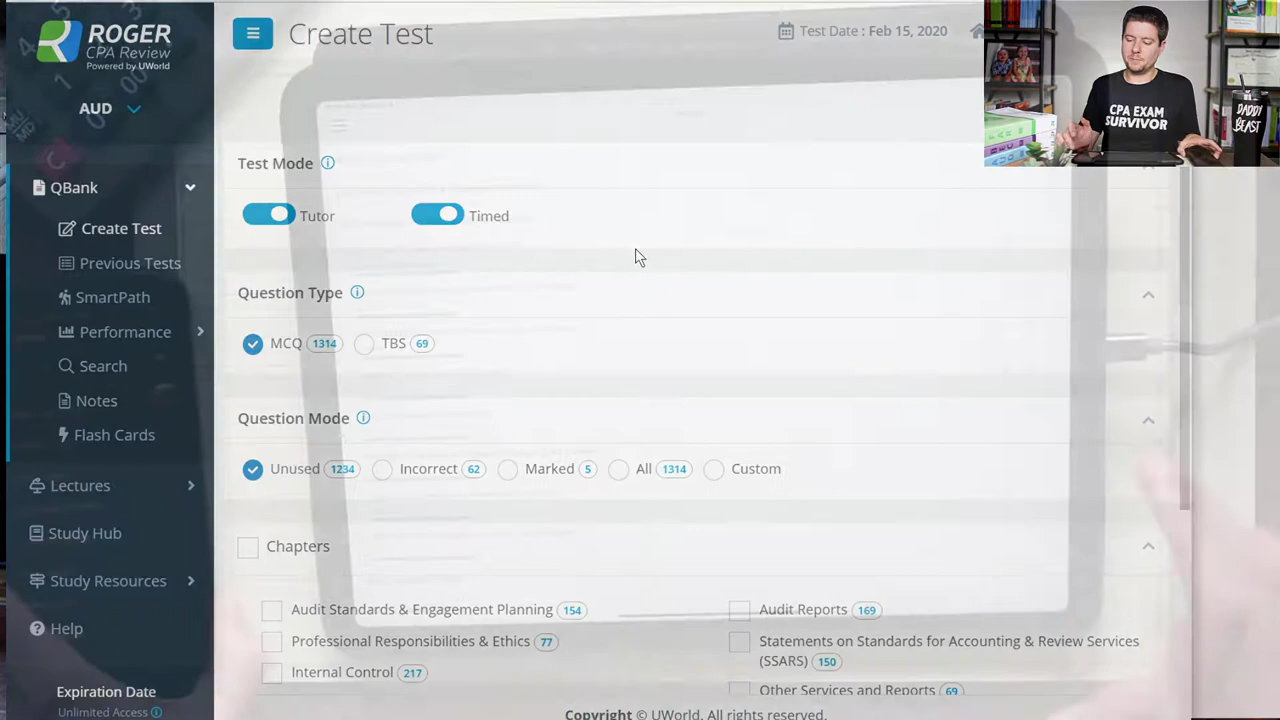 ROGER
CPA Review
Powered by UWorld
AUD
QBank
Create Test
Previous Tests
SmartPath
Performance
Search
Notes
Flash Cards
Lectures
Study Hub
Study Resources
Help
Expiration Date
Unlimited Access
Create Test
Test Date : Feb 15, 2020
Test Mode
Tutor Timed
Question Type
MCQ 1314 TBS 69
Question Mode
Unused 1234 Incorrect 62 Marked 5 All 1314 Custom
Chapters
Audit Standards & Engagement Planning 154
Professional Responsibilities & Ethics 77
Internal Control 217
Audit Reports 169
Statements on Standards for Accounting & Review Services
(SSARS) 150
Other Services and Reports 69
Copyright © UWorld. All rights reserved.
CPA EXAM
SURVIVOR
DADDY
BEAST